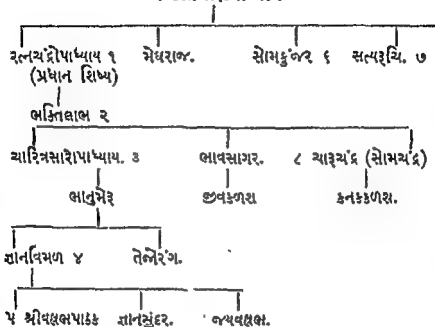 રત્નચંદ્રોપાધ્યાય ૧ મેઘરાજ. સોમકુંજર ૬ સત્યરૂચિ. ૭
(પ્રધાન શિષ્ય)
ભક્તિલાભ ૨
ચારિત્રસારોપાધ્યાય. ૩ ભાવસાગર. ૮ ચારૂચંદ્ર (સોમચંદ્ર)
ભાનુમેરૂ જીવકળશ કનકકળશ.
જ્ઞાનવિમળ ૪ તેજોરંગ.
૫ શ્રીવલ્લભપાઠક જ્ઞાનસુંદર. જયવલ્લભ.